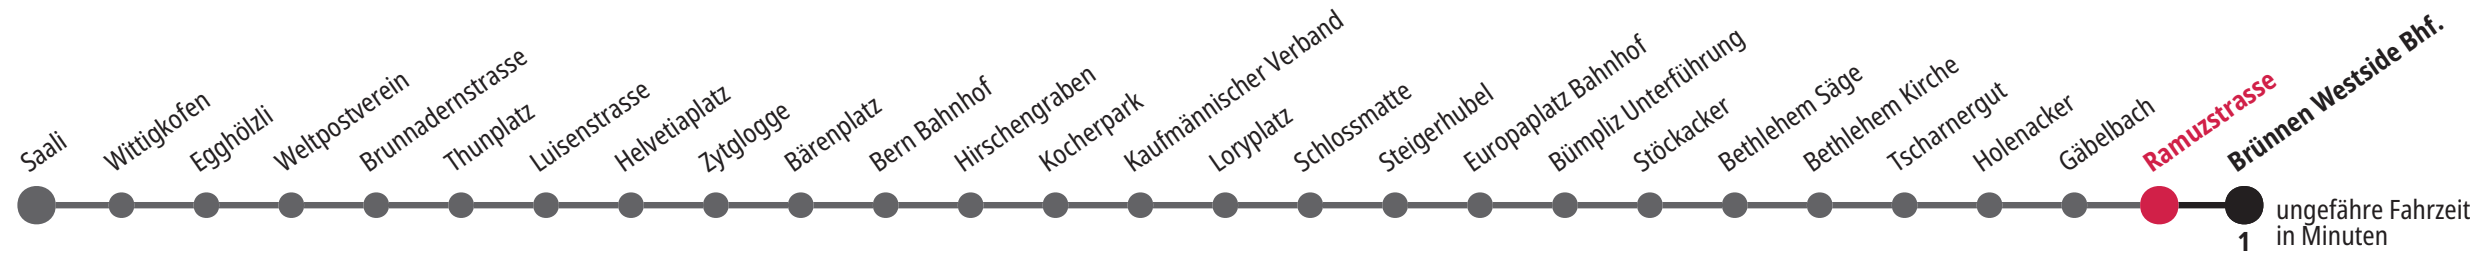 Saali
Wittigkofen
Egghölzli
Weltpostverein
Brunnadernstrasse
Thunplatz
Luisenstrasse
Helvetiaplatz
Zytglogge
Bärenplatz
Bern Bahnhof
Hirschengraben
Kocherpark
Kaufmännischer Verband
Loryplatz
Schlossmatte
Steigerhubel
Europaplatz Bahnhof
Bümpliz Unterführung
Stöckacker
Bethlehem Säge
Bethlehem Kirche
Tscharnergut
Holenacker
Gäbelbach
Ramuzstrasse
Brünnen Westside Bhf.
1
ungefähre Fahrzeit
in Minuten